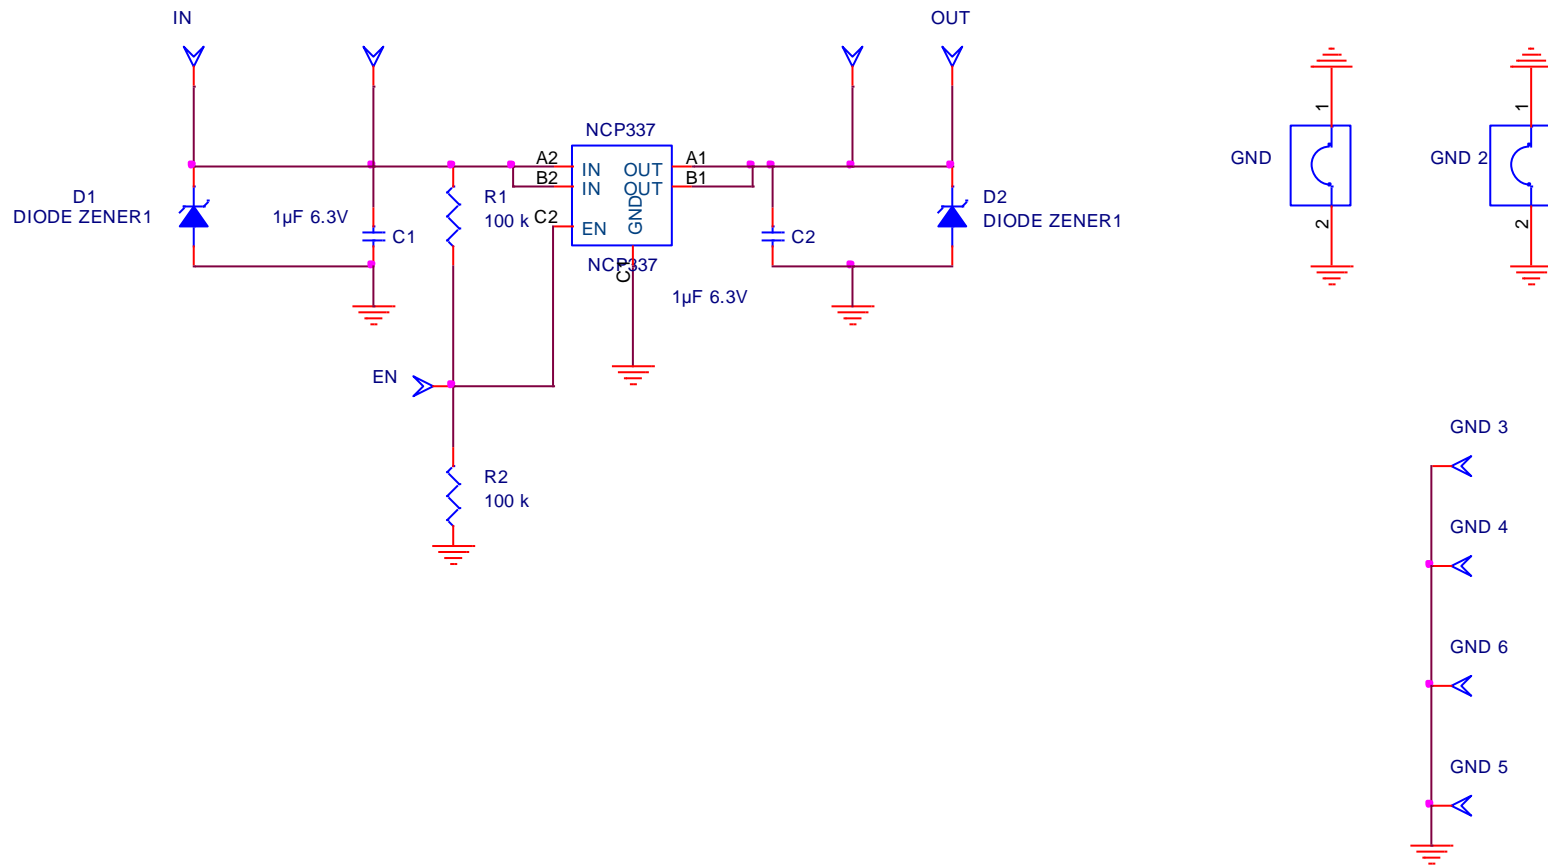 IN
OUT
NCP337
A2
A1
IN
OUT
B2
B1
IN
OUT
GND
C2
EN
NCP337
C1
D1
DIODE ZENER1
1µF 6.3V
C1
R1
100 k
C2
1µF 6.3V
D2
DIODE ZENER1
EN
R2
100 k
1
GND
2
1
GND 2
2
GND 3
GND 4
GND 6
GND 5